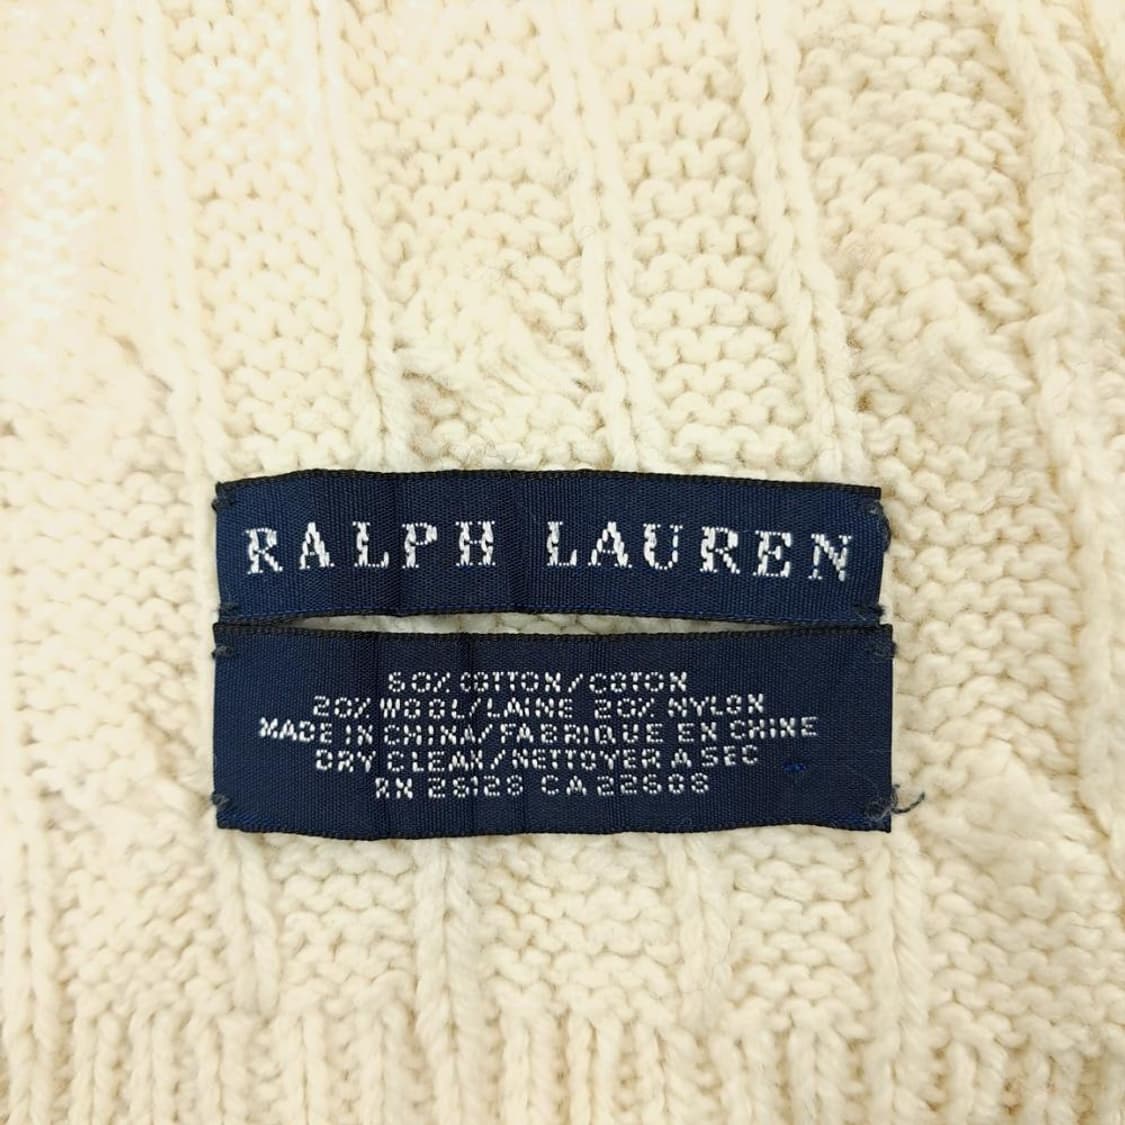 RALPH LAUREN
60% COTTON/COTON
20% WOOL/LAINE 20% NYLON
MADE IN CHINA/FABRIQUE EN CHINE
DRY CLEAN/NETTOYER A SEC
RN 29129 CA 22608